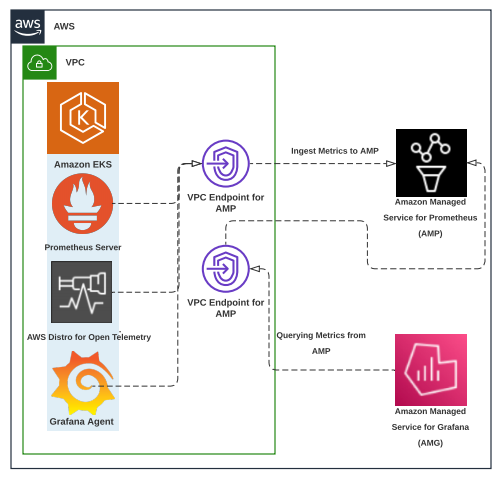 aws
AWS
VPC
K
Amazon EKS
Prometheus Server
AWS Distro for Open Telemetry
Grafana Agent
VPC Endpoint for
AMP
VPC Endpoint for
AMP
Ingest Metrics to AMP
Querying Metrics from
AMP
Amazon Managed
Service for Prometheus
(AMP)
Amazon Managed
Service for Grafana
(AMG)